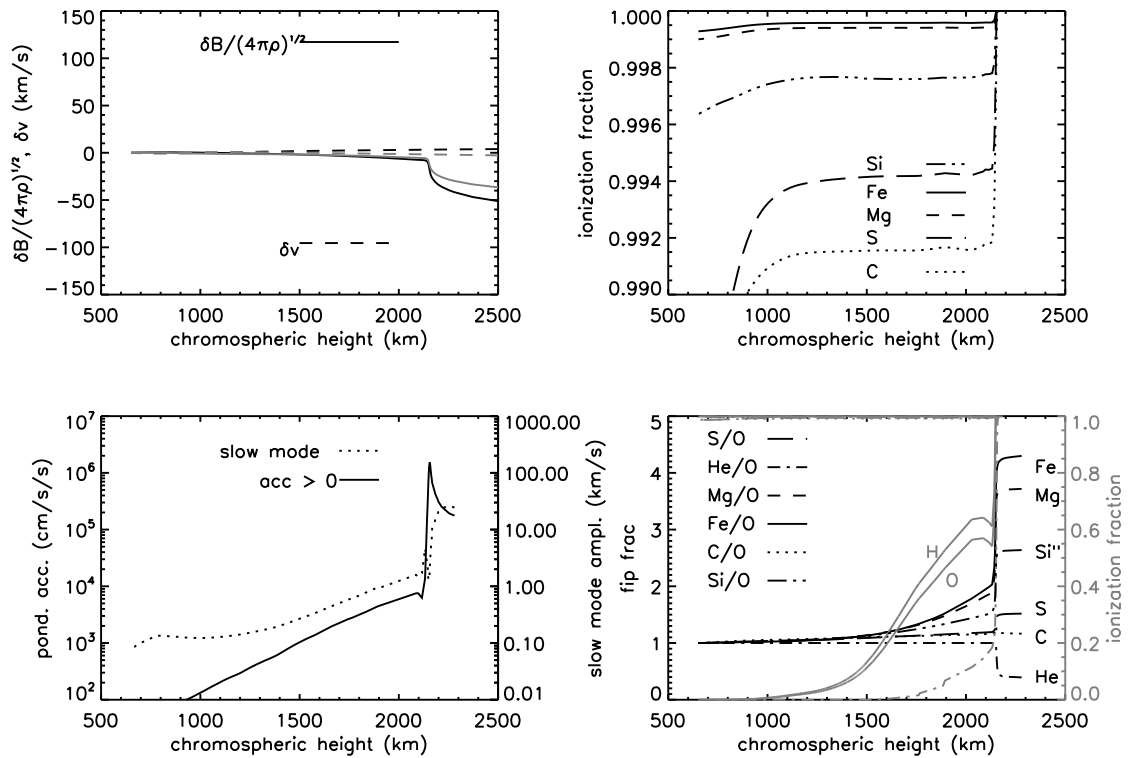 δB/(4πρ)^1/2, δv (km/s)
150
100
50
0
−50
−100
−150
δB/(4πρ)^1/2
δv
500 1000 1500 2000 2500
chromospheric height (km)
ionization fraction
1.000
0.998
0.996
0.994
0.992
0.990
Si
Fe
Mg
S
C
500 1000 1500 2000 2500
chromospheric height (km)
pond. acc. (cm/s/s)
10^7
10^6
10^5
10^4
10^3
10^2
slow mode
acc > 0
1000.00
100.00
10.00
1.00
0.10
0.01
slow mode ampl. (km/s)
500 1000 1500 2000 2500
chromospheric height (km)
fip frac
5
4
3
2
1
0
S/O
He/O
Mg/O
Fe/O
C/O
Si/O
H
O
Fe
Mg
Si"
S
C
He
1.0
0.8
0.6
0.4
0.2
0.0
ionization fraction
500 1000 1500 2000 2500
chromospheric height (km)